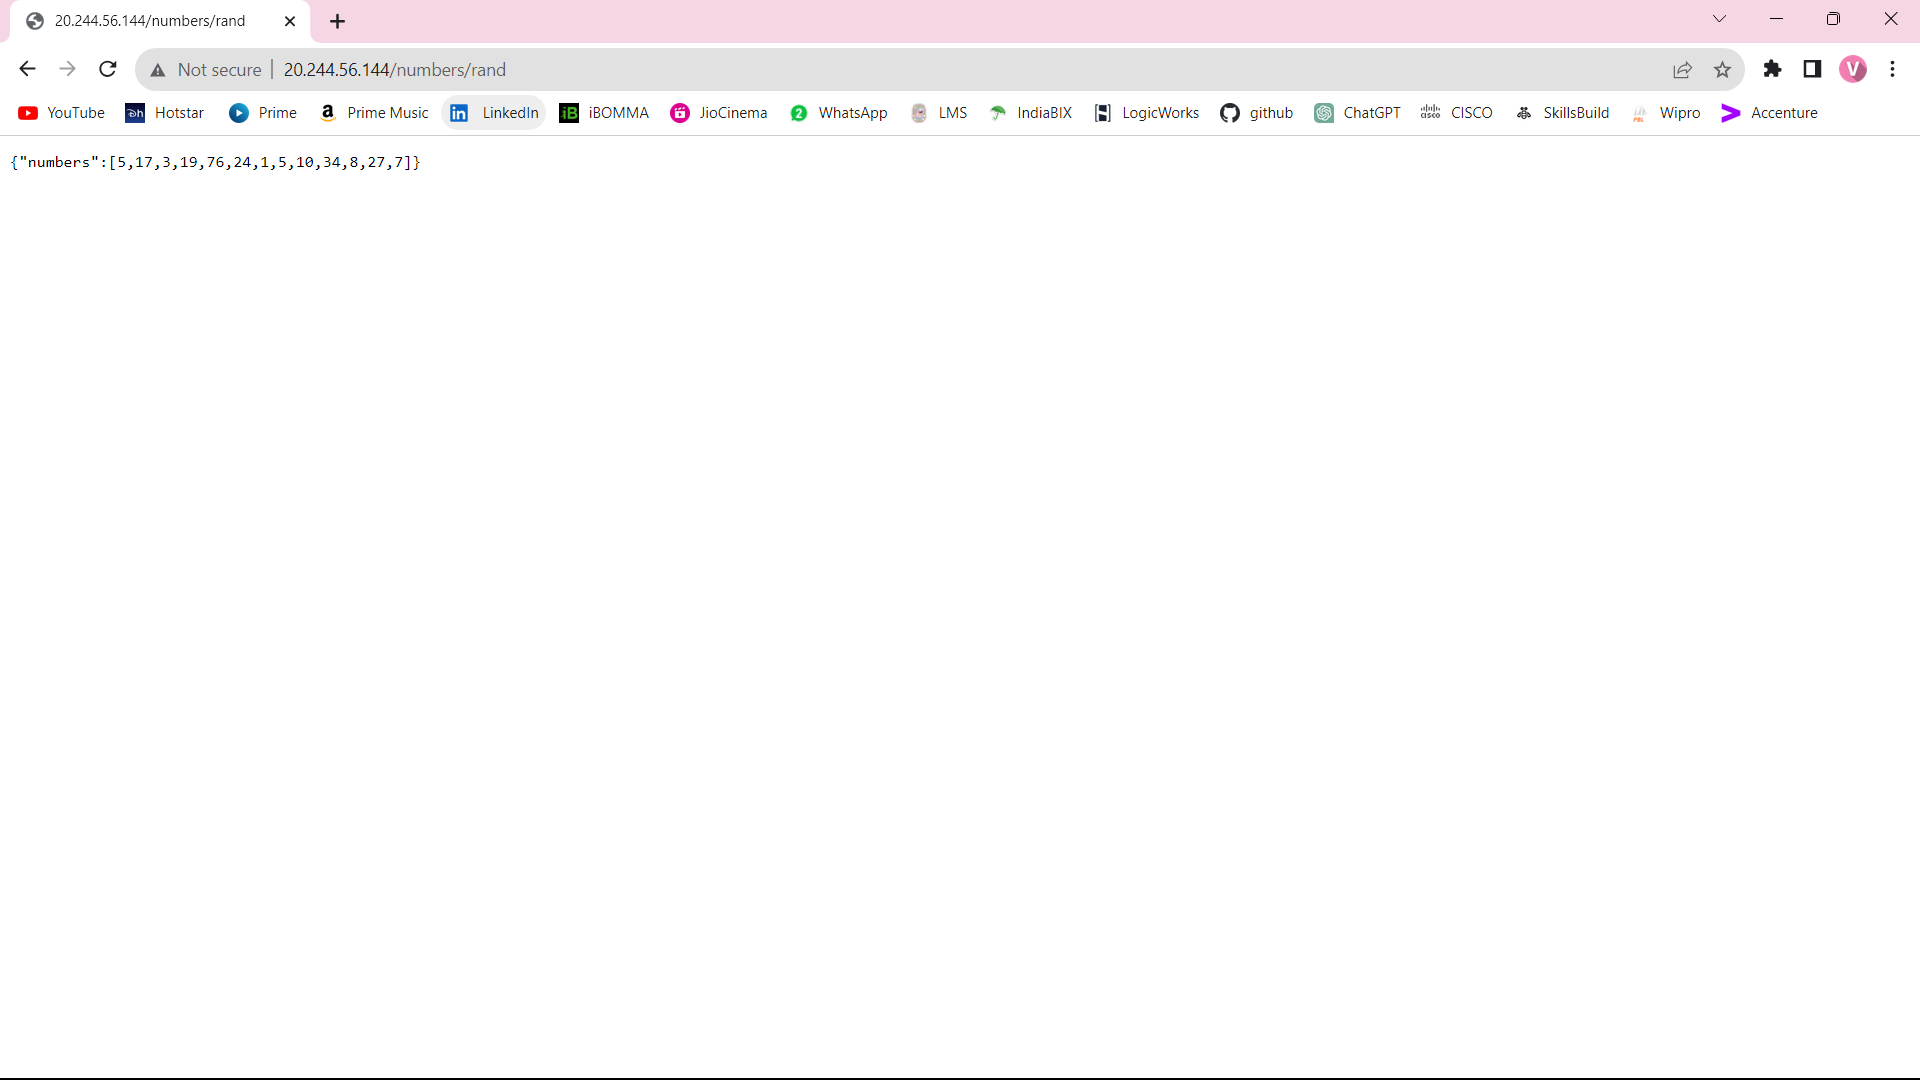 20.244.56.144/numbers/rand
Not secure | 20.244.56.144/numbers/rand
V
YouTube Hotstar Prime Prime Music LinkedIn iBOMMA JioCinema WhatsApp LMS IndiaBIX LogicWorks github ChatGPT CISCO SkillsBuild Wipro Accenture
{"numbers":[5,17,3,19,76,24,1,5,10,34,8,27,7]}